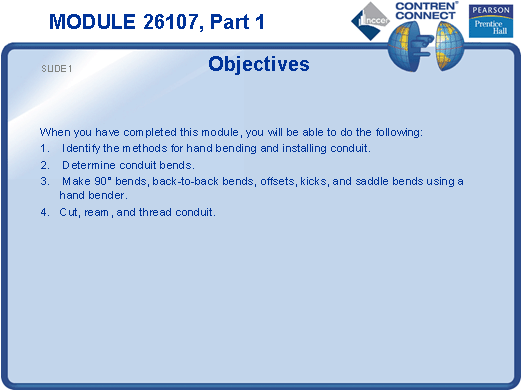 MODULE 26107, Part 1
nccer
CONTREN®
CONNECT
PEARSON
Prentice
Hall
SLIDE 1
Objectives
When you have completed this module, you will be able to do the following:
1. Identify the methods for hand bending and installing conduit.
2. Determine conduit bends.
3. Make 90° bends, back-to-back bends, offsets, kicks, and saddle bends using a
hand bender.
4. Cut, ream, and thread conduit.